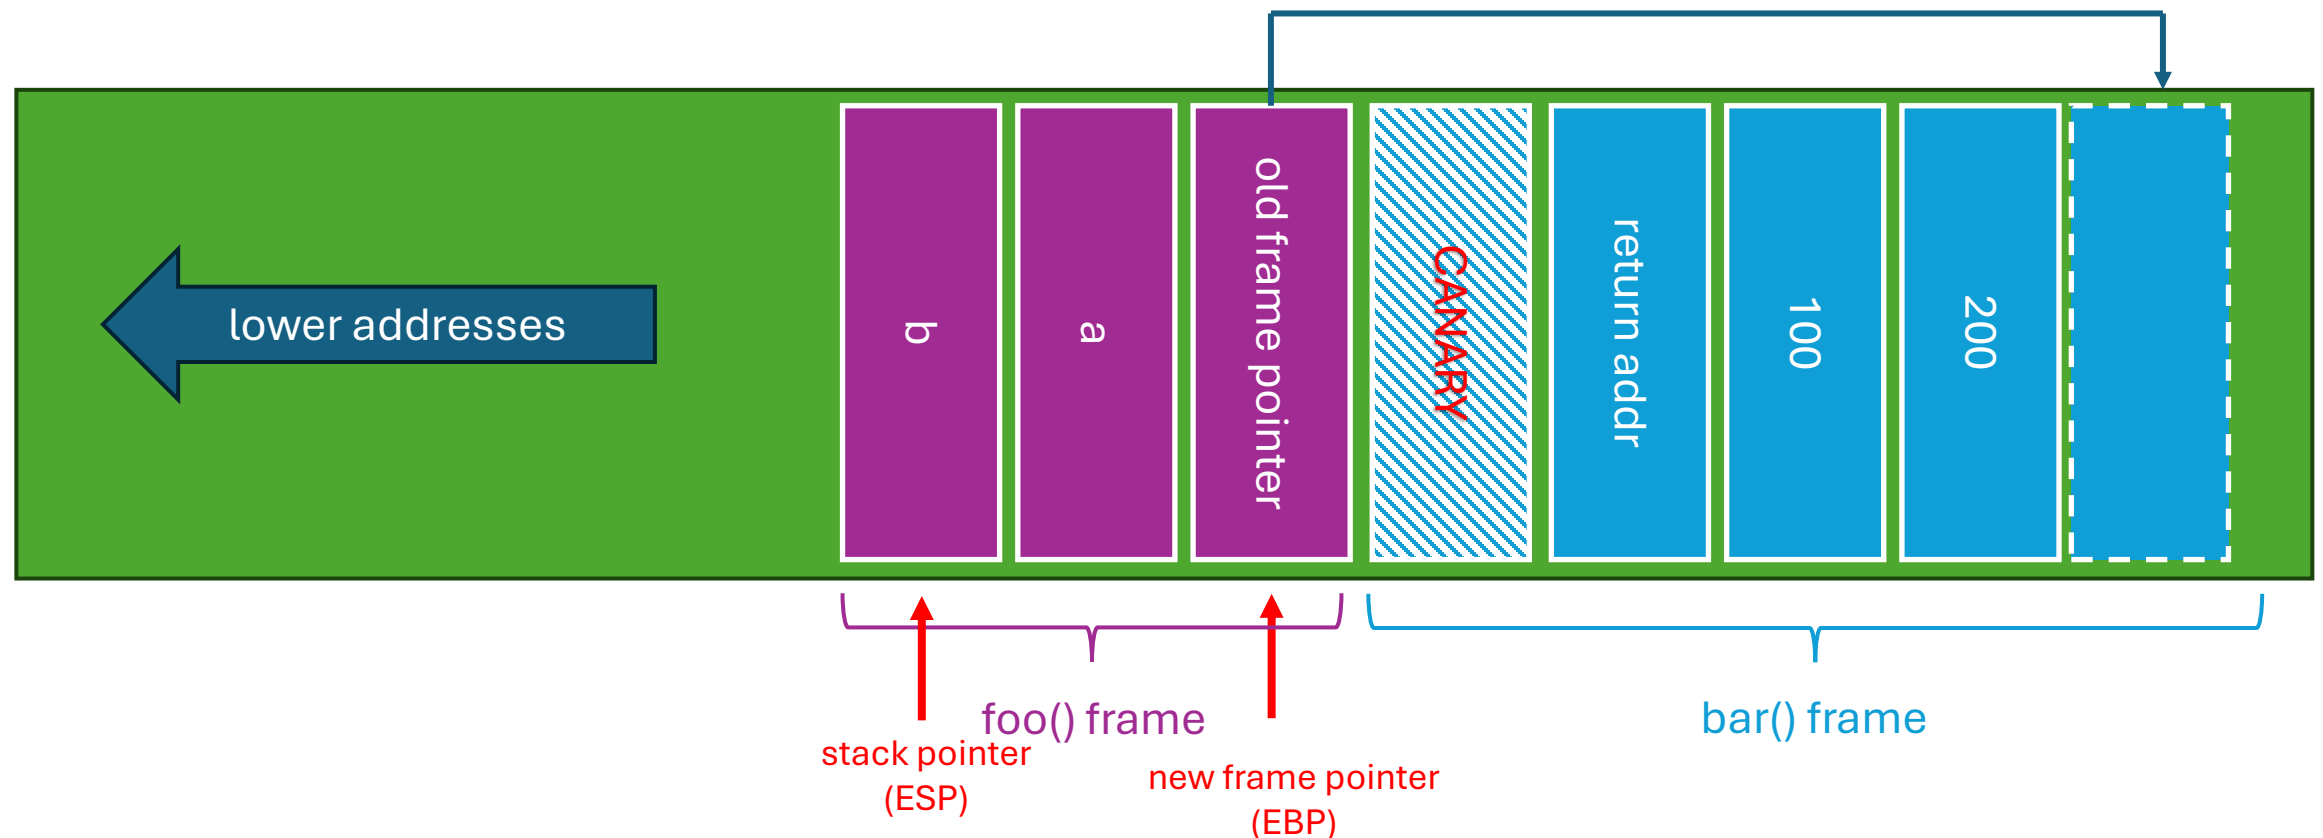 lower addresses
b
a
old frame pointer
CANARY
return addr
100
200
foo() frame
bar() frame
stack pointer
(ESP)
new frame pointer
(EBP)